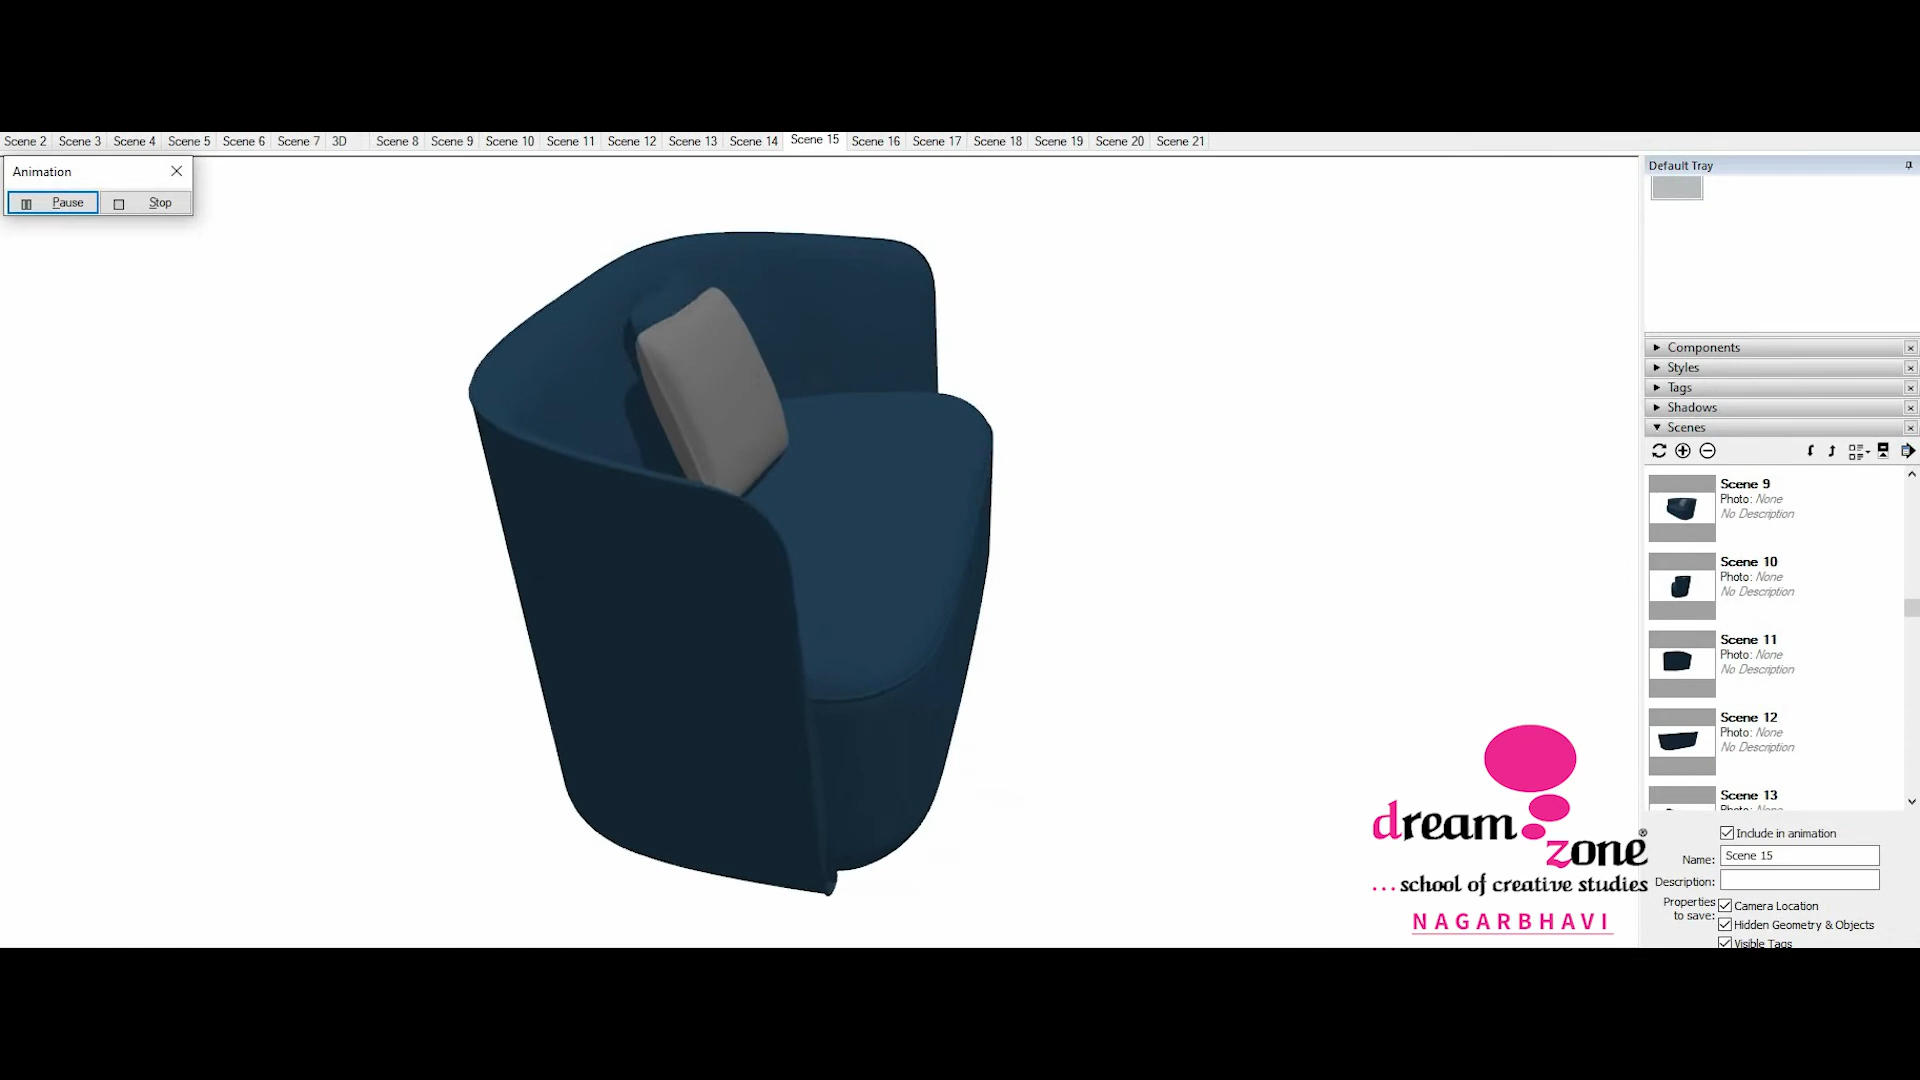 Scene 2 Scene 3 Scene 4 Scene 5 Scene 6 Scene 7 3D Scene 8 Scene 9 Scene 10 Scene 11 Scene 12 Scene 13 Scene 14 Scene 15 Scene 16 Scene 17 Scene 18 Scene 19 Scene 20 Scene 21
Animation
Pause Stop
Default Tray
Components
Styles
Tags
Shadows
Scenes
Scene 9
Photo: None
No Description
Scene 10
Photo: None
No Description
Scene 11
Photo: None
No Description
Scene 12
Photo: None
No Description
Scene 13
Photo: None
Include in animation
Name: Scene 15
Description:
Properties to save:
Camera Location
Hidden Geometry & Objects
Visible Tags
dream
zone®
...school of creative studies
NAGARBHAVI